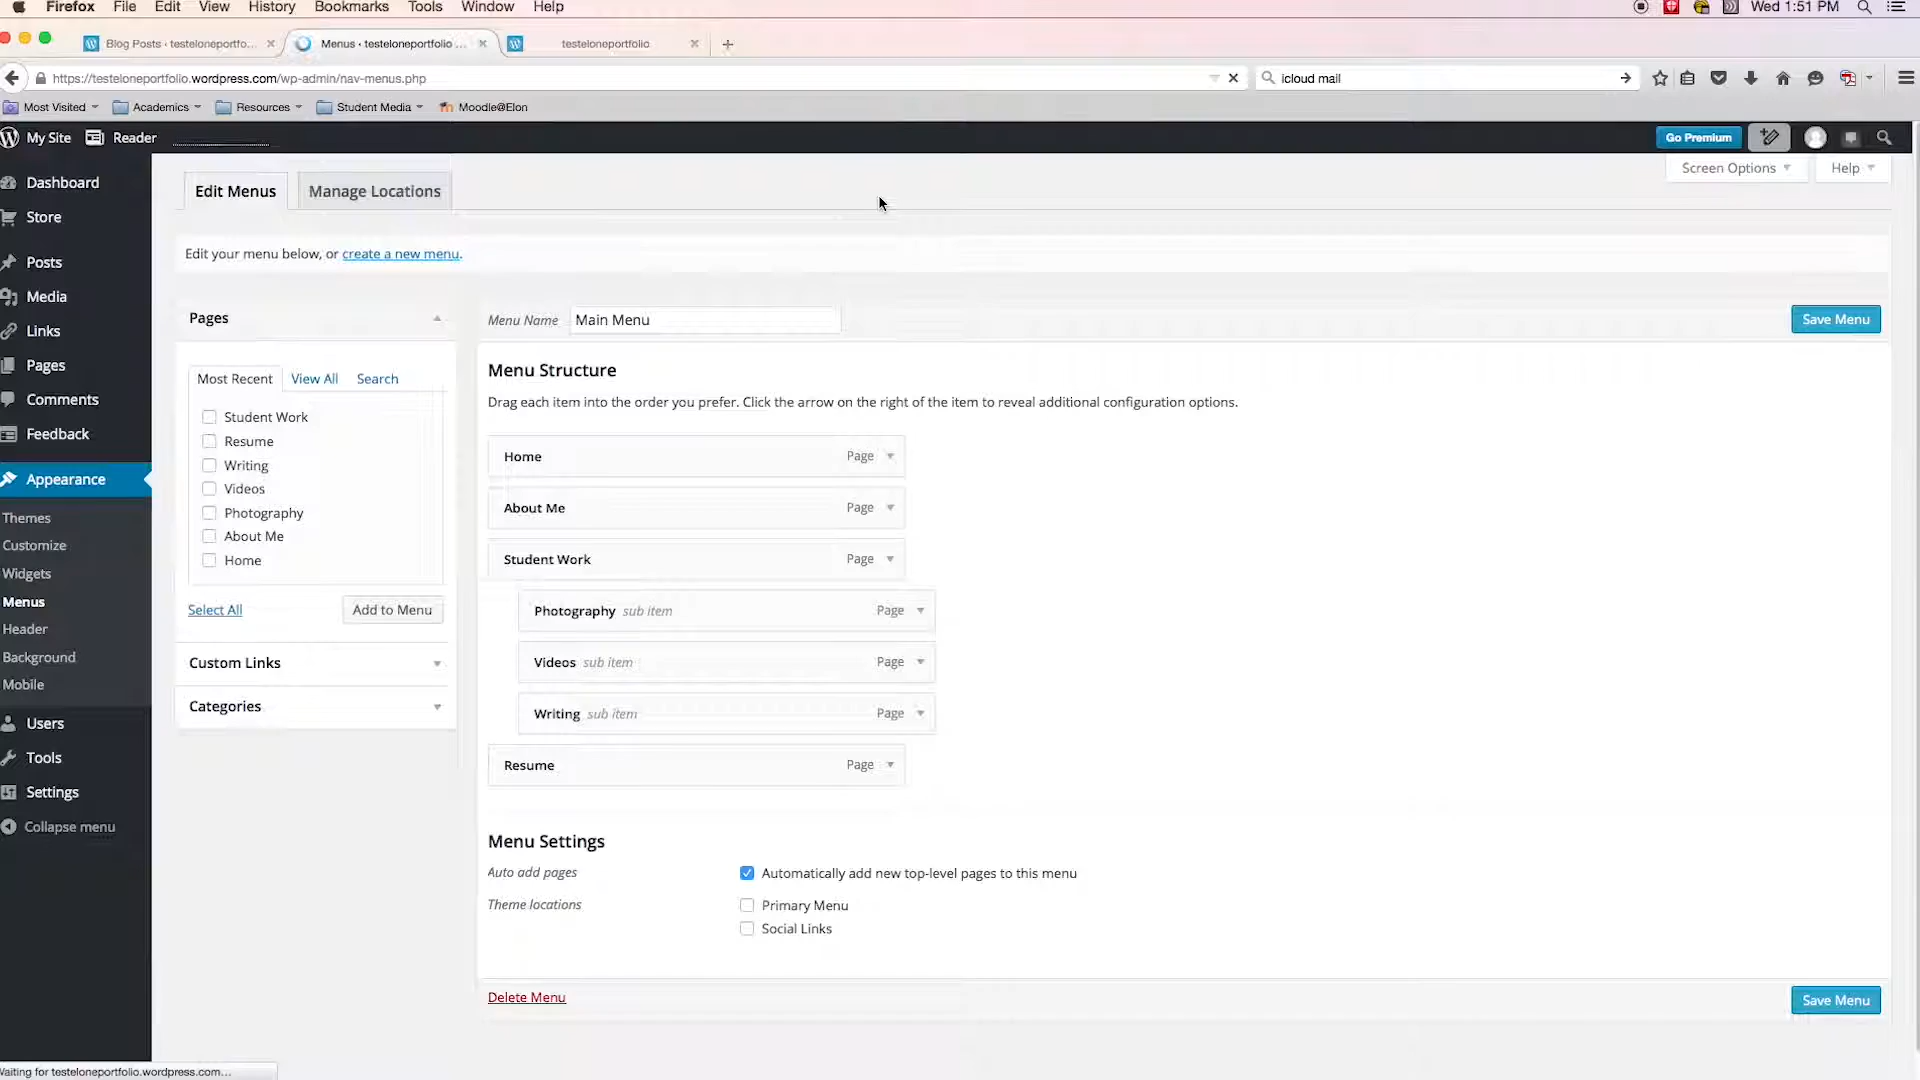 Firefox File Edit View History Bookmarks Tools Window Help Wed 1:51 PM
Blog Posts ‹ testeloneportfo... Menus ‹ testeloneportfolio ... testeloneportfolio
https://testeloneportfolio.wordpress.com/wp-admin/nav-menus.php icloud mail
Most Visited Academics Resources Student Media Moodle@Elon
My Site Reader Go Premium
Screen Options Help
Dashboard
Store
Posts
Media
Links
Pages
Comments
Feedback
Appearance
Themes
Customize
Widgets
Menus
Header
Background
Mobile
Users
Tools
Settings
Collapse menu
Edit Menus Manage Locations
Edit your menu below, or create a new menu.
Pages
Most Recent View All Search
Student Work
Resume
Writing
Videos
Photography
About Me
Home
Select All Add to Menu
Custom Links
Categories
Menu Name Main Menu Save Menu
Menu Structure
Drag each item into the order you prefer. Click the arrow on the right of the item to reveal additional configuration options.
Home Page
About Me Page
Student Work Page
Photography sub item Page
Videos sub item Page
Writing sub item Page
Resume Page
Menu Settings
Auto add pages Automatically add new top-level pages to this menu
Theme locations Primary Menu
Social Links
Delete Menu Save Menu
Waiting for testeloneportfolio.wordpress.com...